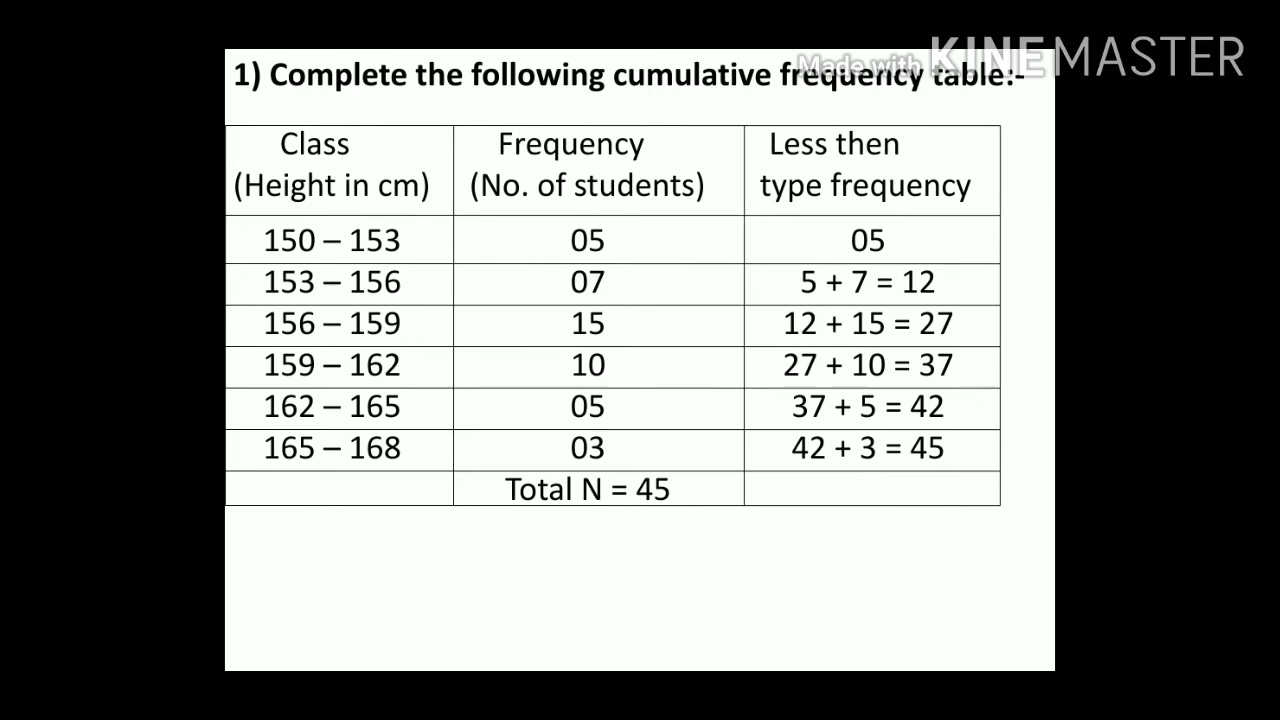 Made with KINEMASTER
1) Complete the following cumulative frequency table:-
Class Frequency Less then
(Height in cm) (No. of students) type frequency
150 – 153 05 05
153 – 156 07 5 + 7 = 12
156 – 159 15 12 + 15 = 27
159 – 162 10 27 + 10 = 37
162 – 165 05 37 + 5 = 42
165 – 168 03 42 + 3 = 45
Total N = 45